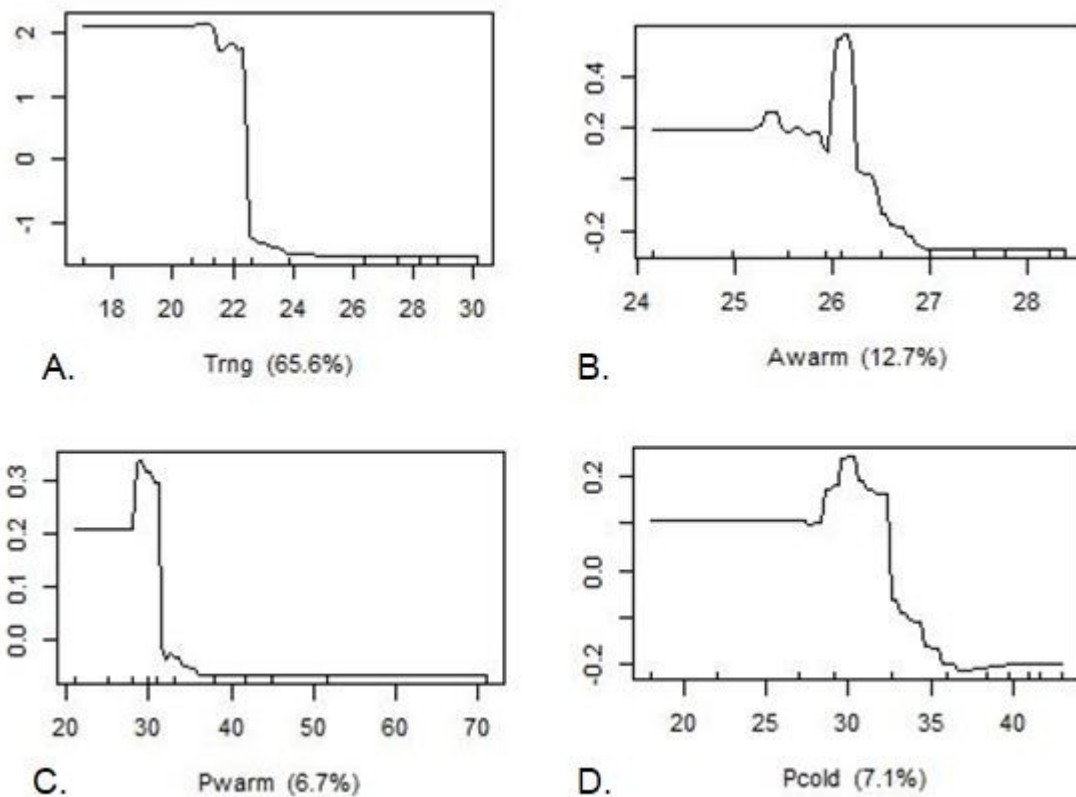 2
1
0
-1
18 20 22 24 26 28 30
A. Trng (65.6%)
0.4
0.2
-0.2
24 25 26 27 28
B. Awarm (12.7%)
0.3
0.2
0.1
0.0
20 30 40 50 60 70
C. Pwarm (6.7%)
0.2
0.0
-0.2
20 25 30 35 40
D. Pcold (7.1%)